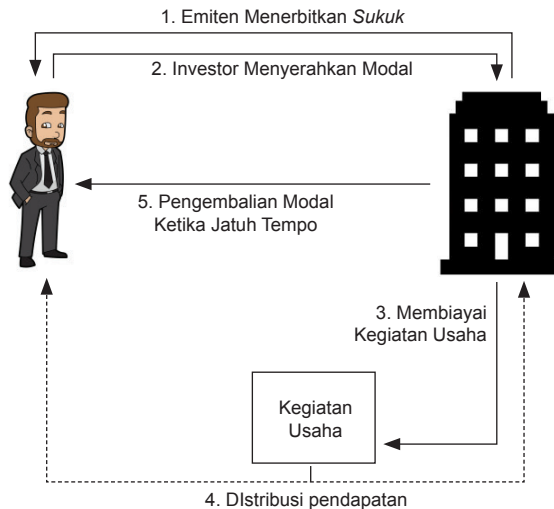 1. Emiten Menerbitkan Sukuk
2. Investor Menyerahkan Modal
5. Pengembalian Modal
Ketika Jatuh Tempo
3. Membiayai
Kegiatan Usaha
Kegiatan
Usaha
4. DIstribusi pendapatan